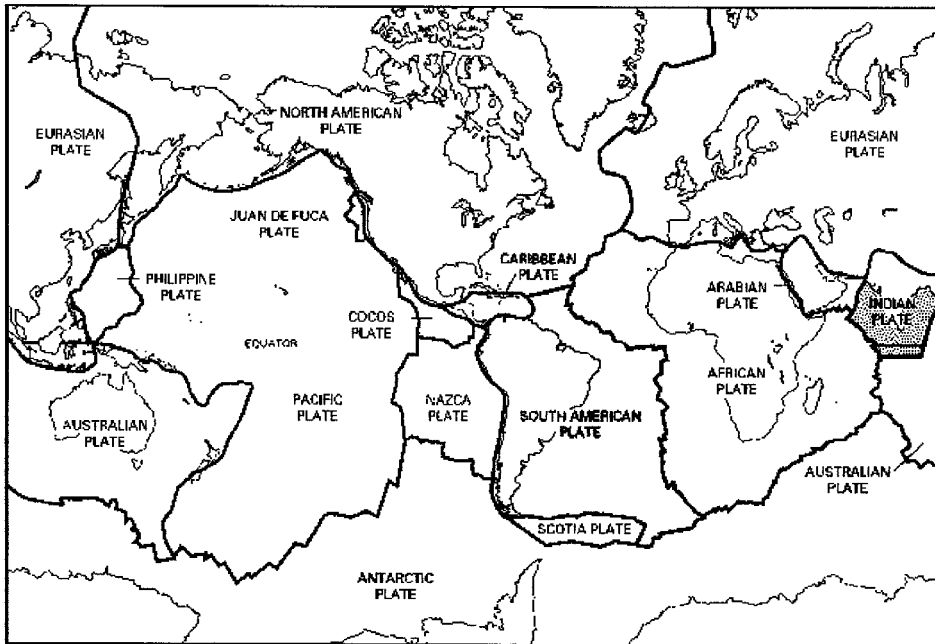 NORTH AMERICAN
PLATE
EURASIAN
PLATE
EURASIAN
PLATE
JUAN DE FUCA
PLATE
CARIBBEAN
PLATE
PHILIPPINE
PLATE
ARABIAN
PLATE
INDIAN
PLATE
COCOS
PLATE
EQUATOR
AFRICAN
PLATE
PACIFIC
PLATE
NAZCA
PLATE
SOUTH AMERICAN
PLATE
AUSTRALIAN
PLATE
AUSTRALIAN
PLATE
SCOTIA PLATE
ANTARCTIC
PLATE